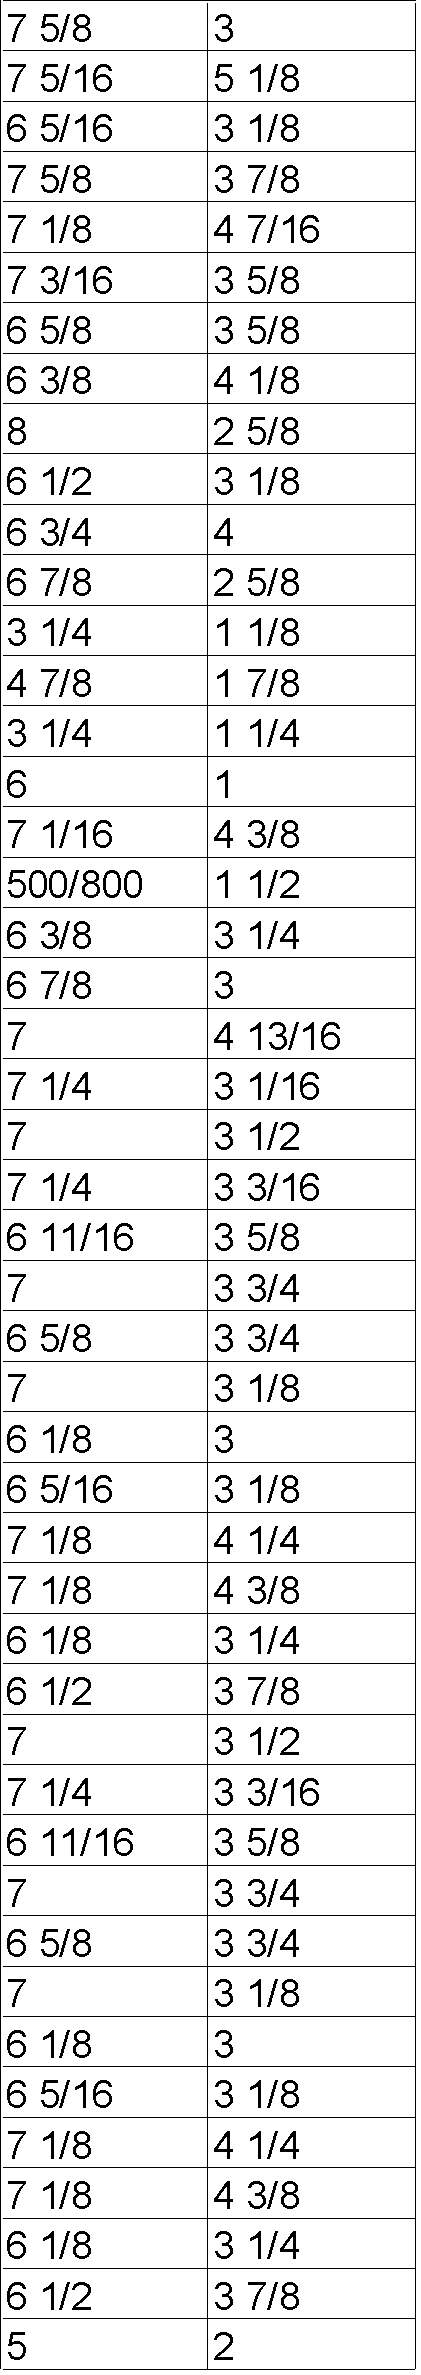 7 5/8 3
7 5/16 5 1/8
6 5/16 3 1/8
7 5/8 3 7/8
7 1/8 4 7/16
7 3/16 3 5/8
6 5/8 3 5/8
6 3/8 4 1/8
8 2 5/8
6 1/2 3 1/8
6 3/4 4
6 7/8 2 5/8
3 1/4 1 1/8
4 7/8 1 7/8
3 1/4 1 1/4
6 1
7 1/16 4 3/8
500/800 1 1/2
6 3/8 3 1/4
6 7/8 3
7 4 13/16
7 1/4 3 1/16
7 3 1/2
7 1/4 3 3/16
6 11/16 3 5/8
7 3 3/4
6 5/8 3 3/4
7 3 1/8
6 1/8 3
6 5/16 3 1/8
7 1/8 4 1/4
7 1/8 4 3/8
6 1/8 3 1/4
6 1/2 3 7/8
7 3 1/2
7 1/4 3 3/16
6 11/16 3 5/8
7 3 3/4
6 5/8 3 3/4
7 3 1/8
6 1/8 3
6 5/16 3 1/8
7 1/8 4 1/4
7 1/8 4 3/8
6 1/8 3 1/4
6 1/2 3 7/8
5 2